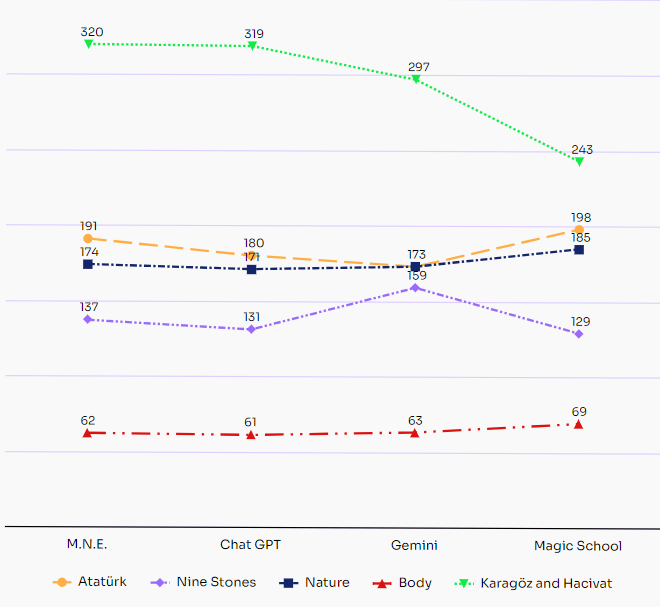 320
319
297
243
198
191
180
185
174
171
173
159
137
131
129
69
62
61
63
M.N.E.
Chat GPT
Gemini
Magic School
Atatürk
Nine Stones
Nature
Body
Karagöz and Hacivat